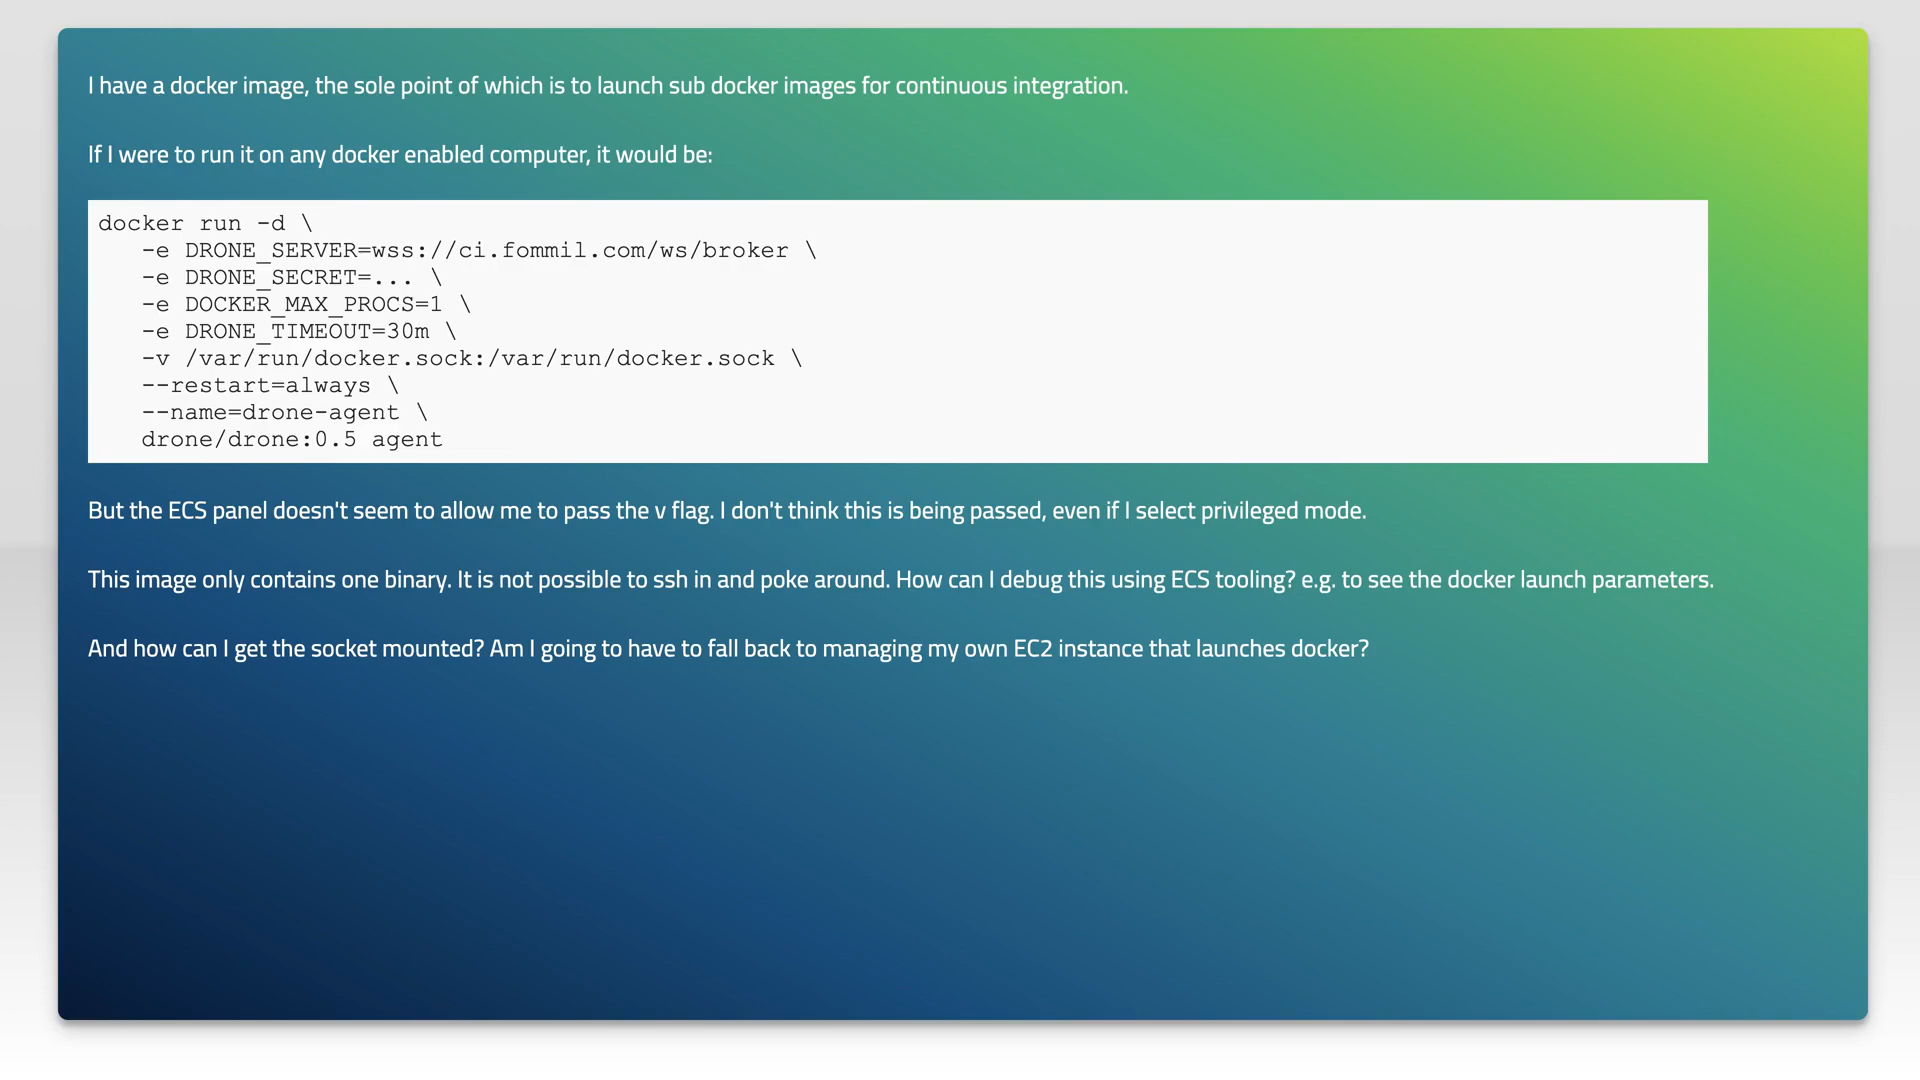 I have a docker image, the sole point of which is to launch sub docker images for continuous integration.
If I were to run it on any docker enabled computer, it would be:
docker run -d \
   -e DRONE_SERVER=wss://ci.fommil.com/ws/broker \
   -e DRONE_SECRET=... \
   -e DOCKER_MAX_PROCS=1 \
   -e DRONE_TIMEOUT=30m \
   -v /var/run/docker.sock:/var/run/docker.sock \
   --restart=always \
   --name=drone-agent \
   drone/drone:0.5 agent
But the ECS panel doesn't seem to allow me to pass the v flag. I don't think this is being passed, even if I select privileged mode.
This image only contains one binary. It is not possible to ssh in and poke around. How can I debug this using ECS tooling? e.g. to see the docker launch parameters.
And how can I get the socket mounted? Am I going to have to fall back to managing my own EC2 instance that launches docker?